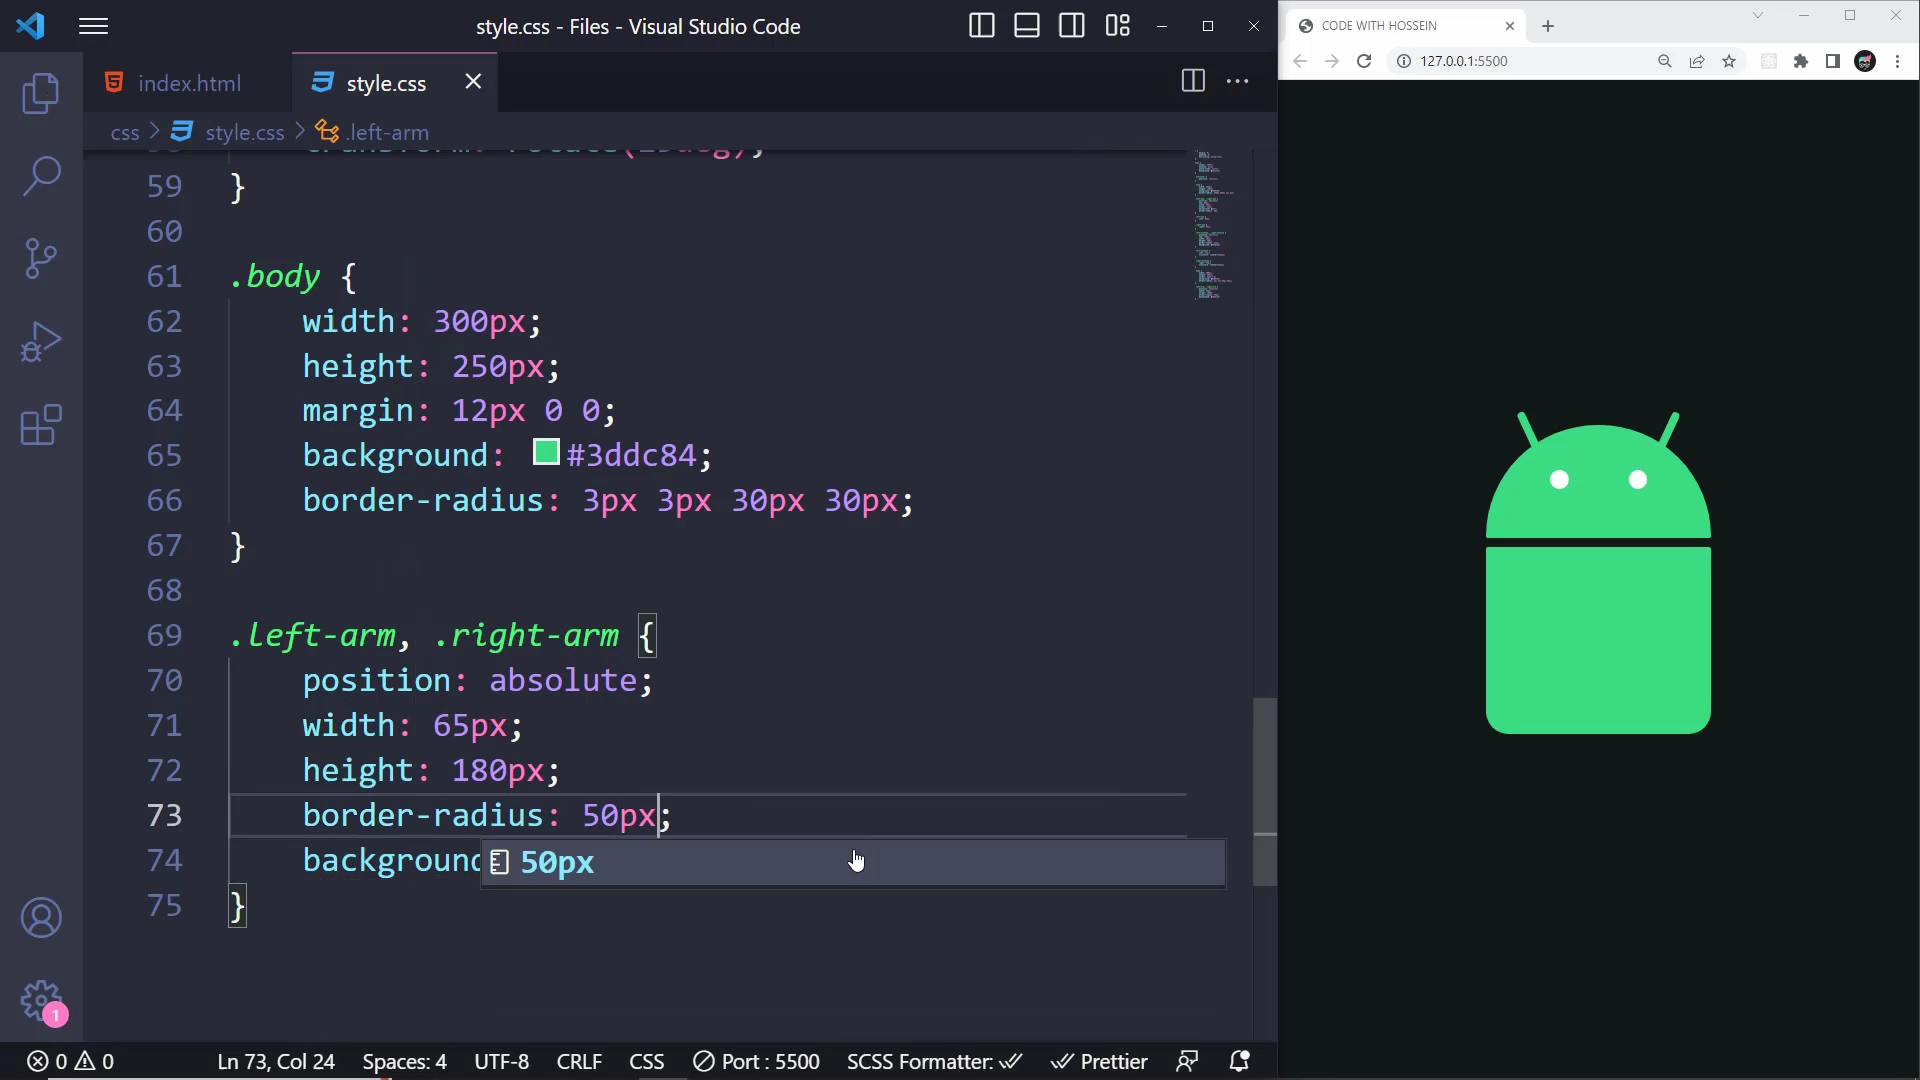 style.css - Files - Visual Studio Code
index.html
style.css
css > style.css > .left-arm
59 }
60
61 .body {
62 width: 300px;
63 height: 250px;
64 margin: 12px 0 0;
65 background: #3ddc84;
66 border-radius: 3px 3px 30px 30px;
67 }
68
69 .left-arm, .right-arm {
70 position: absolute;
71 width: 65px;
72 height: 180px;
73 border-radius: 50px;
74 background
50px
75 }
1
0 0 Ln 73, Col 24 Spaces: 4 UTF-8 CRLF CSS Port : 5500 SCSS Formatter: Prettier
CODE WITH HOSSEIN
127.0.0.1:5500